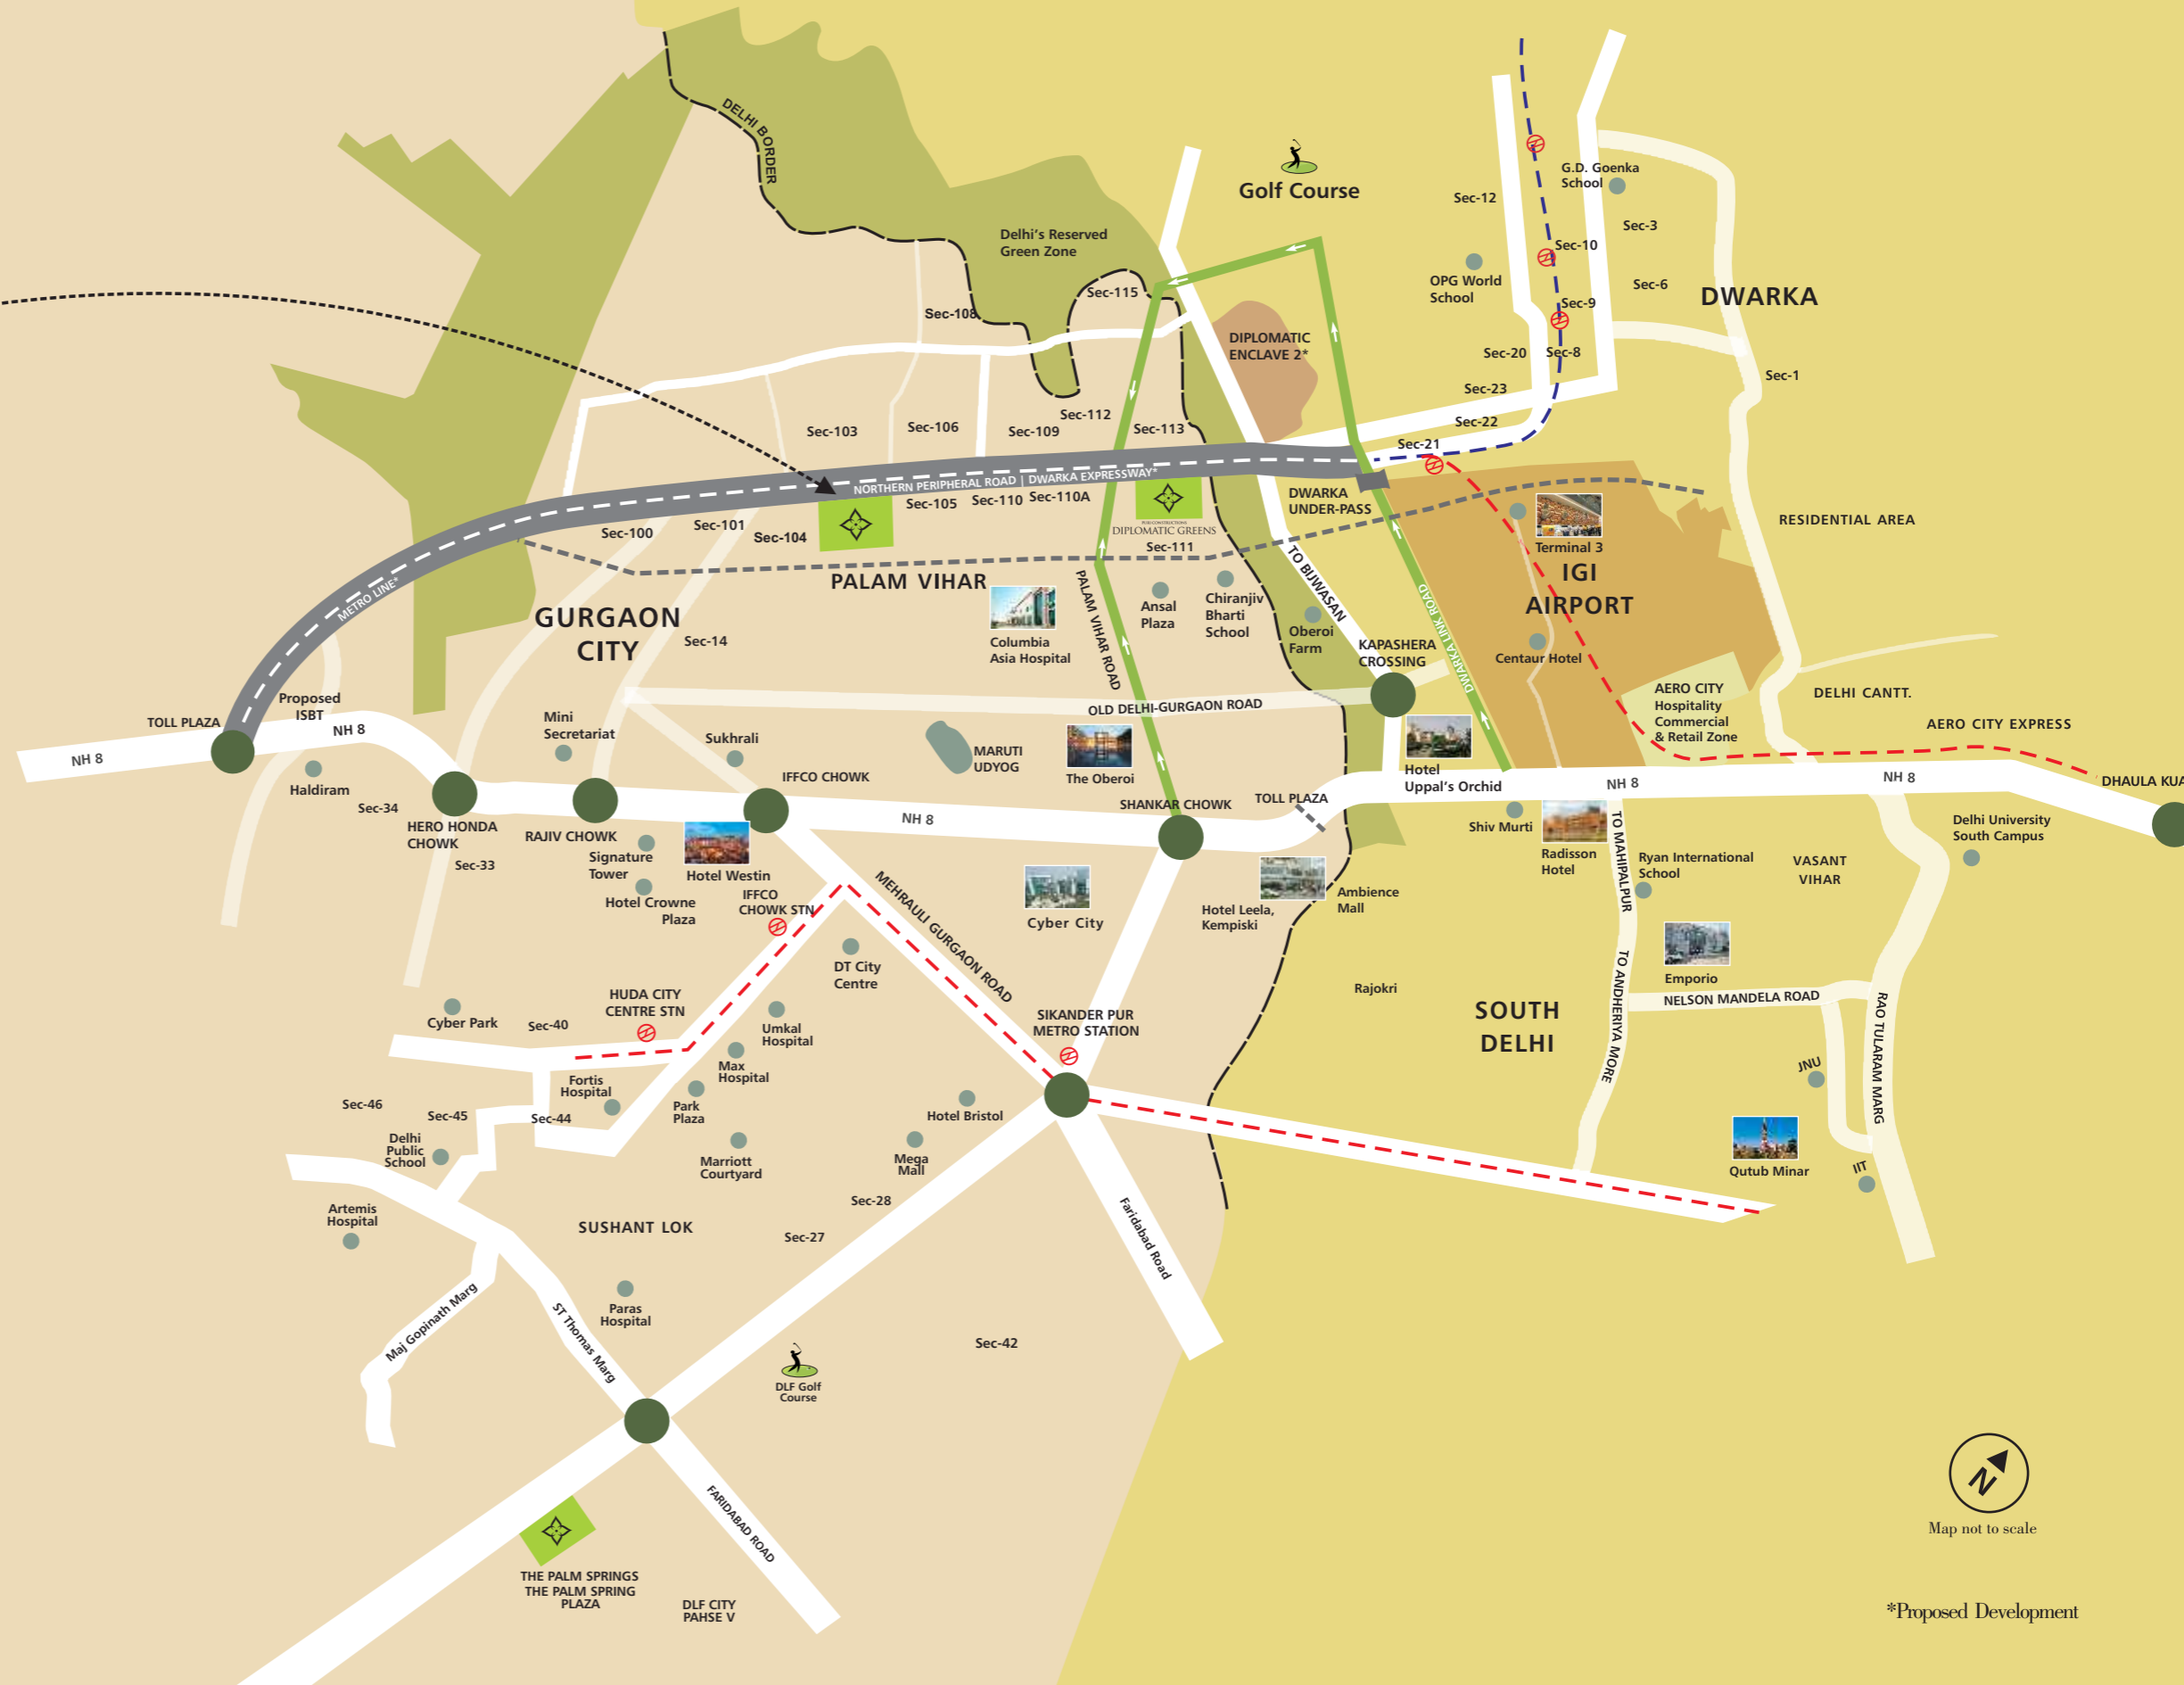 DELHI BORDER
Golf Course
G.D. Goenka
School
Sec-12
Sec-3
Delhi's Reserved
Green Zone
Sec-10
OPG World
School
Sec-6
DWARKA
Sec-115
Sec-9
Sec-108
DIPLOMATIC
ENCLAVE 2*
Sec-20
Sec-8
Sec-1
Sec-23
Sec-112
Sec-22
Sec-103
Sec-106
Sec-109
Sec-113
Sec-21
NORTHERN PERIPHERAL ROAD | DWARKA EXPRESSWAY*
METRO LINE*
Sec-105
Sec-110
Sec-110A
DWARKA
UNDER-PASS
Sec-100
Sec-101
Sec-104
DIPLOMATIC GREENS
Sec-111
RESIDENTIAL AREA
Terminal 3
IGI
AIRPORT
PALAM VIHAR
TO BIJWASAN
PALAM VIHAR ROAD
DWARKA LINK ROAD
GURGAON
CITY
Sec-14
Columbia
Asia Hospital
Ansal
Plaza
Chiranjiv
Bharti
School
Oberoi
Farm
KAPASHERA
CROSSING
Centaur Hotel
Proposed
ISBT
TOLL PLAZA
NH 8
NH 8
Mini
Secretariat
Sukhrali
OLD DELHI-GURGAON ROAD
AERO CITY
Hospitality
Commercial
& Retail Zone
DELHI CANTT.
AERO CITY EXPRESS
MARUTI
UDYOG
The Oberoi
Hotel
Uppal's Orchid
NH 8
NH 8
DHAULA KUA
Haldiram
Sec-34
HERO HONDA
CHOWK
RAJIV CHOWK
IFFCO CHOWK
NH 8
SHANKAR CHOWK
TOLL PLAZA
Shiv Murti
Radisson
Hotel
TO MAHIPALPUR
Ryan International
School
VASANT
VIHAR
Delhi University
South Campus
Sec-33
Signature
Tower
Hotel Westin
Hotel Crowne
Plaza
IFFCO
CHOWK STN
MEHRAULI GURGAON ROAD
Cyber City
Hotel Leela,
Kempiski
Ambience
Mall
Emporio
DT City
Centre
TO ANDHERIYA MORE
NELSON MANDELA ROAD
RAO TULARAM MARG
Rajokri
SOUTH
DELHI
HUDA CITY
CENTRE STN
Cyber Park
Sec-40
Umkal
Hospital
SIKANDER PUR
METRO STATION
Max
Hospital
JNU
Fortis
Hospital
Park
Plaza
Sec-46
Sec-45
Sec-44
Hotel Bristol
Delhi
Public
School
Marriott
Courtyard
Mega
Mall
Qutub Minar
IIT
Artemis
Hospital
SUSHANT LOK
Sec-28
Sec-27
Faridabad Road
Maj Gopinath Marg
ST Thomas Marg
Paras
Hospital
Sec-42
DLF Golf
Course
FARIDABAD ROAD
N
Map not to scale
THE PALM SPRINGS
THE PALM SPRING
PLAZA
DLF CITY
PAHSE V
*Proposed Development